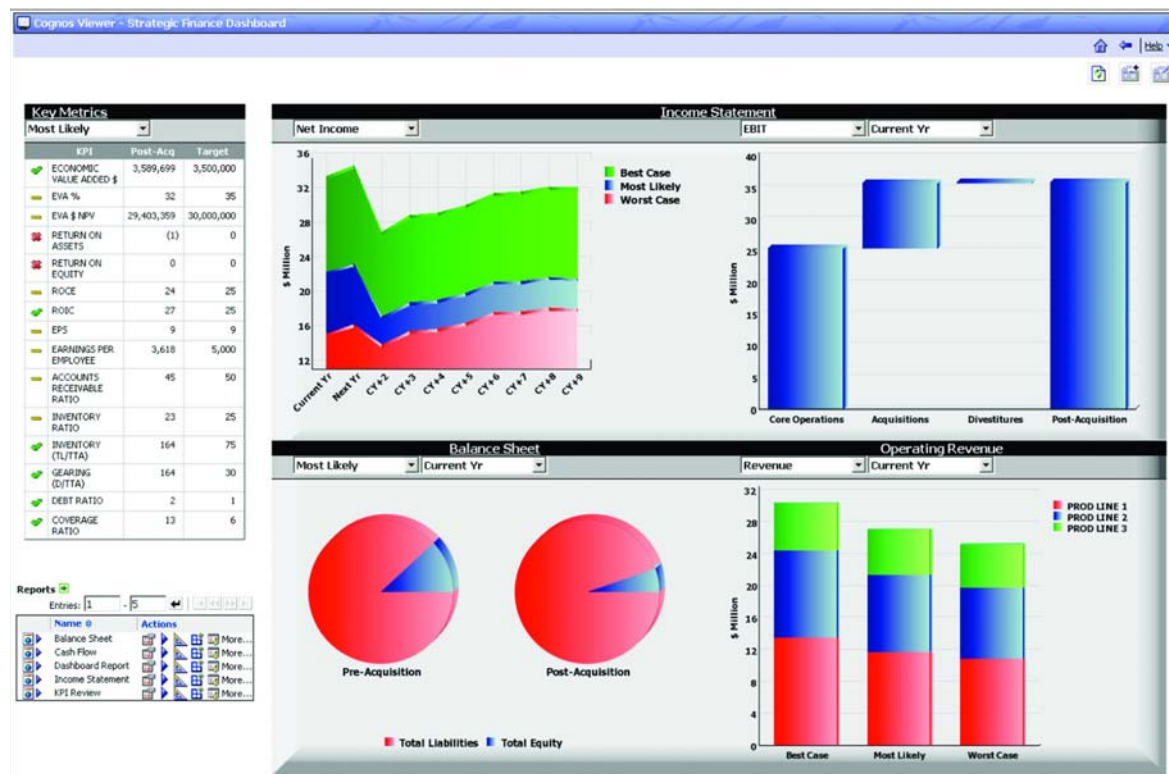 Cognos Viewer - Strategic Finance Dashboard
Help
Key Metrics
Most Likely
KPI Post-Acq Target
ECONOMIC VALUE ADDED $ 3,589,699 3,500,000
EVA % 32 35
EVA $ NPV 29,403,359 30,000,000
RETURN ON ASSETS (1) 0
RETURN ON EQUITY 0 0
ROCE 24 25
ROIC 27 25
EPS 9 9
EARNINGS PER EMPLOYEE 3,618 5,000
ACCOUNTS RECEIVABLE RATIO 45 50
INVENTORY RATIO 23 25
INVENTORY (TL/TTA) 164 75
GEARING (D/TTA) 164 30
DEBT RATIO 2 1
COVERAGE RATIO 13 6
Reports
Entries: 1 - 5
Name Actions
Balance Sheet More...
Cash Flow More...
Dashboard Report More...
Income Statement More...
KPI Review More...
Income Statement
Net Income
36
32
28
24
20
16
12
$ Million
Current Yr Next Yr CY+2 CY+3 CY+4 CY+5 CY+6 CY+7 CY+8 CY+9
Best Case
Most Likely
Worst Case
EBIT Current Yr
40
35
30
25
20
15
10
5
0
$ Million
Core Operations Acquisitions Divestitures Post-Acquisition
Balance Sheet
Most Likely Current Yr
Pre-Acquisition Post-Acquisition
Total Liabilities Total Equity
Operating Revenue
Revenue Current Yr
32
28
24
20
16
12
8
4
0
$ Million
Best Case Most Likely Worst Case
PROD LINE 1
PROD LINE 2
PROD LINE 3